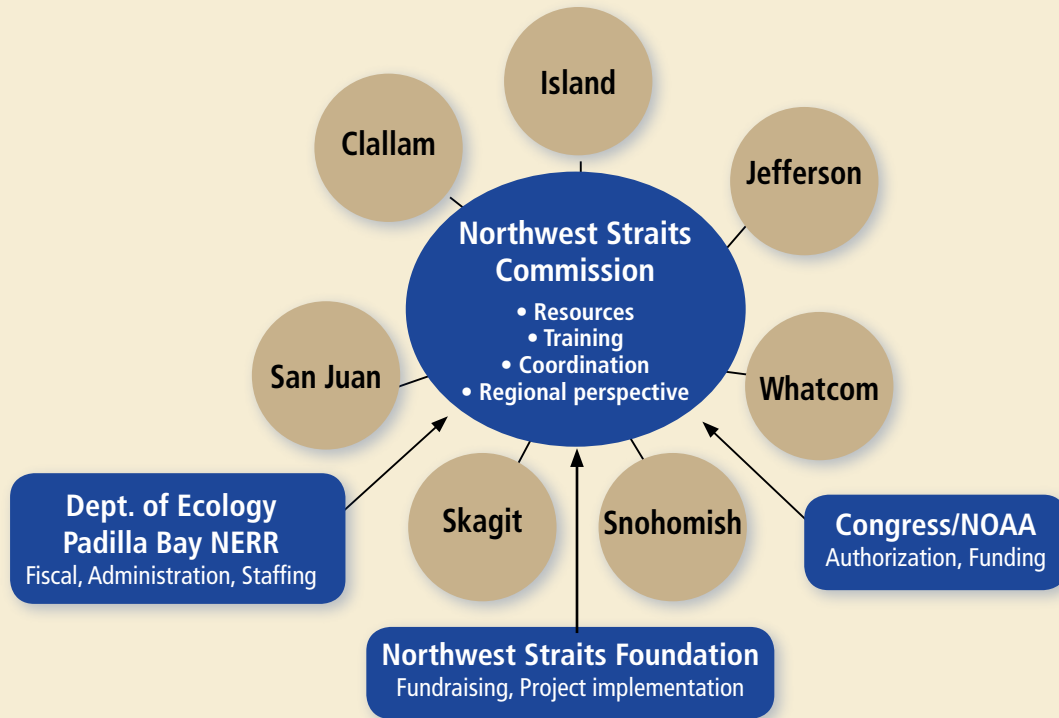 Island
Clallam
Jefferson
Northwest Straits
Commission
• Resources
• Training
• Coordination
• Regional perspective
San Juan
Whatcom
Skagit
Snohomish
Dept. of Ecology
Padilla Bay NERR
Fiscal, Administration, Staffing
Congress/NOAA
Authorization, Funding
Northwest Straits Foundation
Fundraising, Project implementation